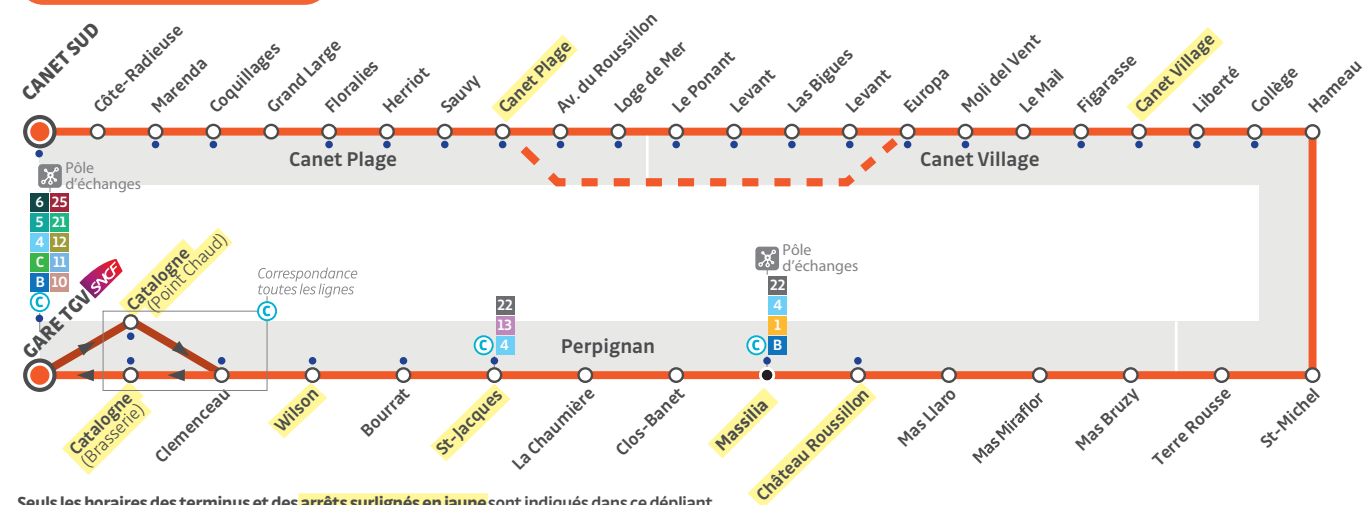 CANET SUD
Côte-Radieuse
Marenda
Coquillages
Grand Large
Floralies
Herriot
Sauvy
Canet Plage
Av. du Roussillon
Loge de Mer
Le Ponant
Levant
Las Bigues
Levant
Europa
Moli del Vent
Le Mail
Figarasse
Canet Village
Liberté
Collège
Hameau
Canet Plage
Canet Village
Pôle
d'échanges
6 25
5 21
4 12
C 11
B 10
C
GARE TGV SNCF
Catalogne
(Point Chaud)
Correspondance
toutes les lignes
C
22
13
C 4
Perpignan
Pôle
d'échanges
22
4
1
C B
Catalogne
(Brasserie)
Clemenceau
Wilson
Bourrat
St-Jacques
La Chaumière
Clos-Banet
Massilia
Château Roussillon
Mas Llaro
Mas Miraflor
Mas Bruzy
Terre Rousse
St-Michel
Seuls les horaires des terminus et des arrêts surlignés en jaune sont indiqués dans ce dépliant